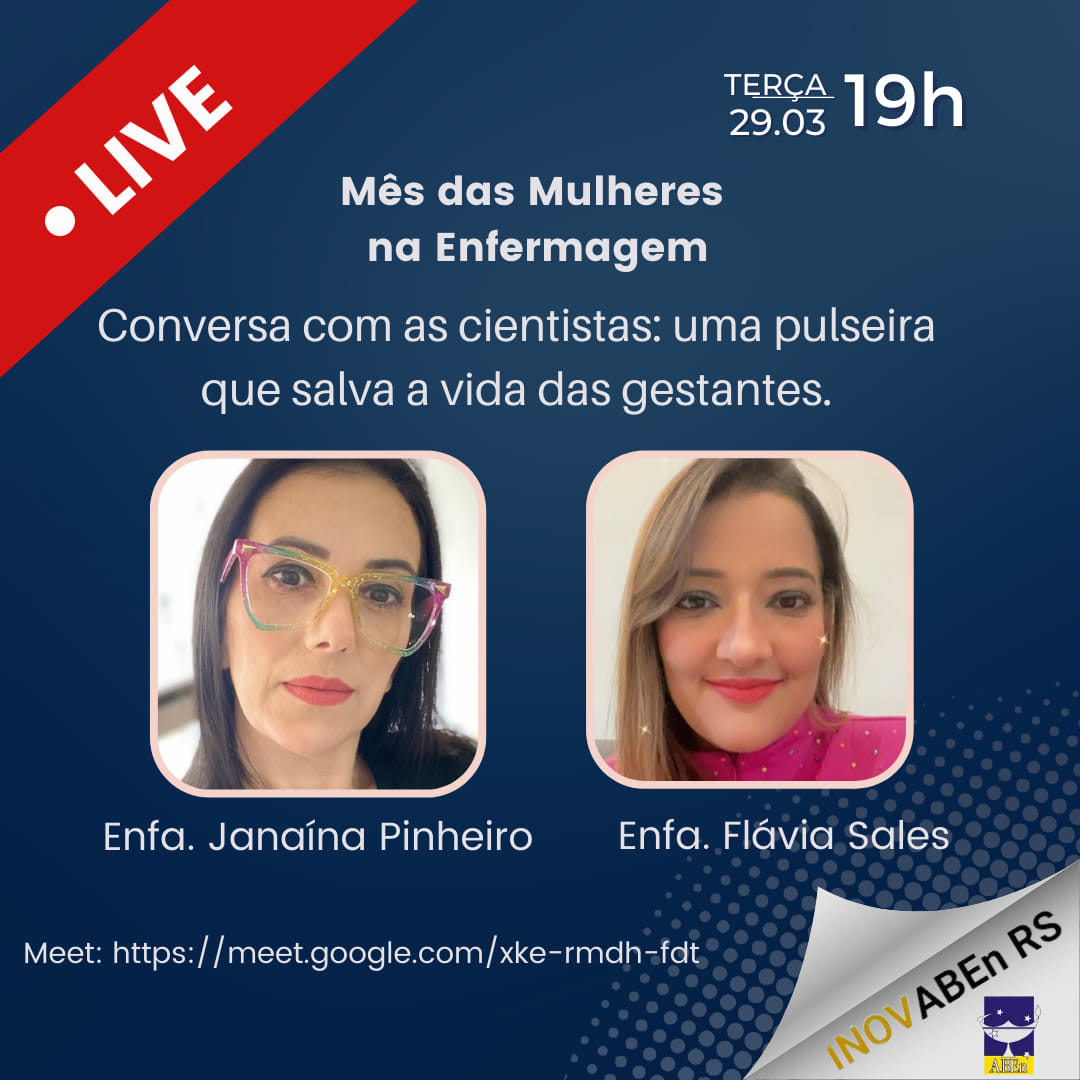 • LIVE
TERÇA
29.03
19h
Mês das Mulheres
na Enfermagem
Conversa com as cientistas: uma pulseira
que salva a vida das gestantes.
Enfa. Janaína Pinheiro
Enfa. Flávia Sales
Meet: https://meet.google.com/xke-rmdh-fdt
iNOVABEn RS
ABEn